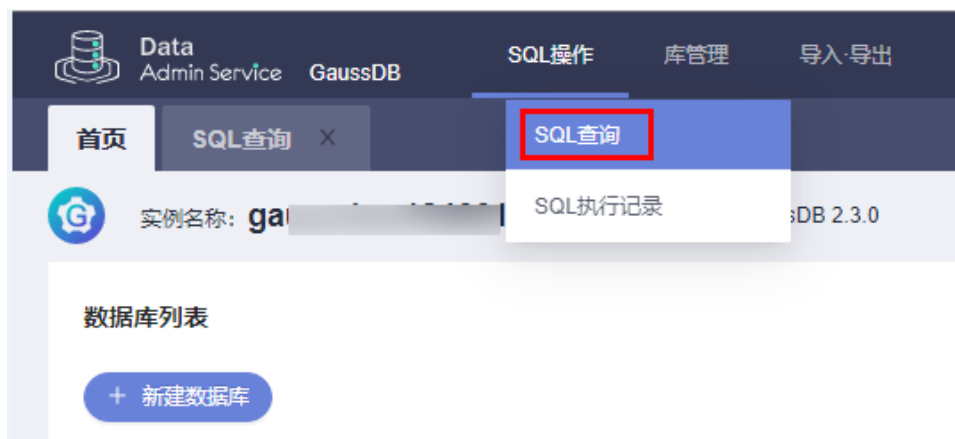 Data
Admin Service GaussDB
SQL操作 库管理 导入·导出
首页 SQL查询 ×
SQL查询
SQL执行记录
实例名称: ga sDB 2.3.0
数据库列表
+ 新建数据库